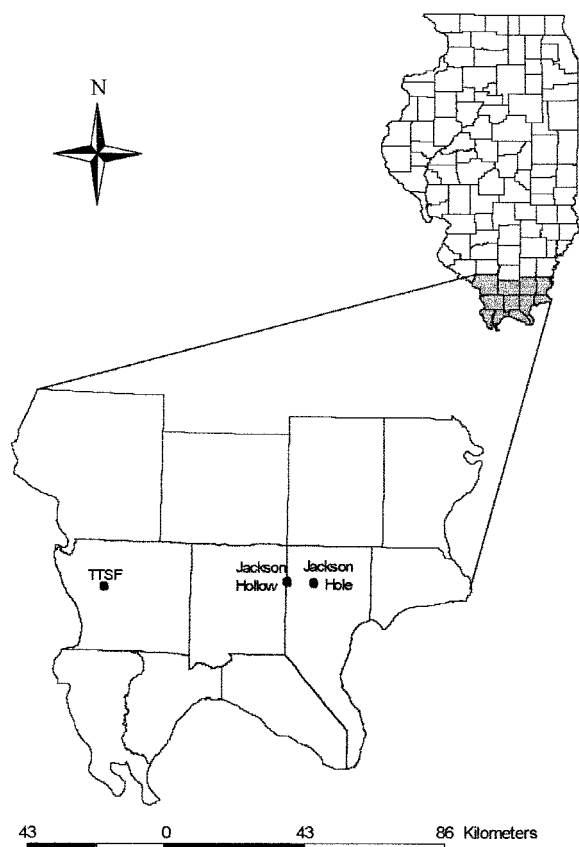 N
TTSF
Jackson
Hollow
Jackson
Hole
43 0 43 86 Kilometers